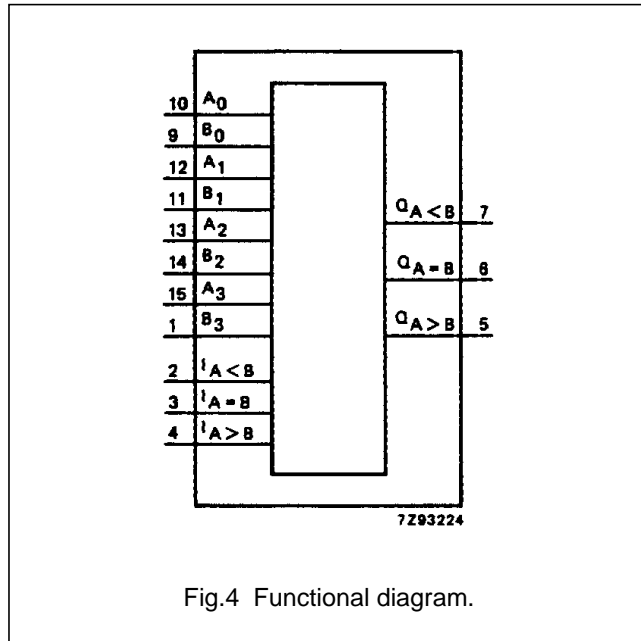 10 A0
9 B0
12 A1
11 B1
13 A2
14 B2
15 A3
1 B3
2 IA < B
3 IA = B
4 IA > B
QA < B 7
QA = B 6
QA > B 5
7Z93224
Fig.4 Functional diagram.